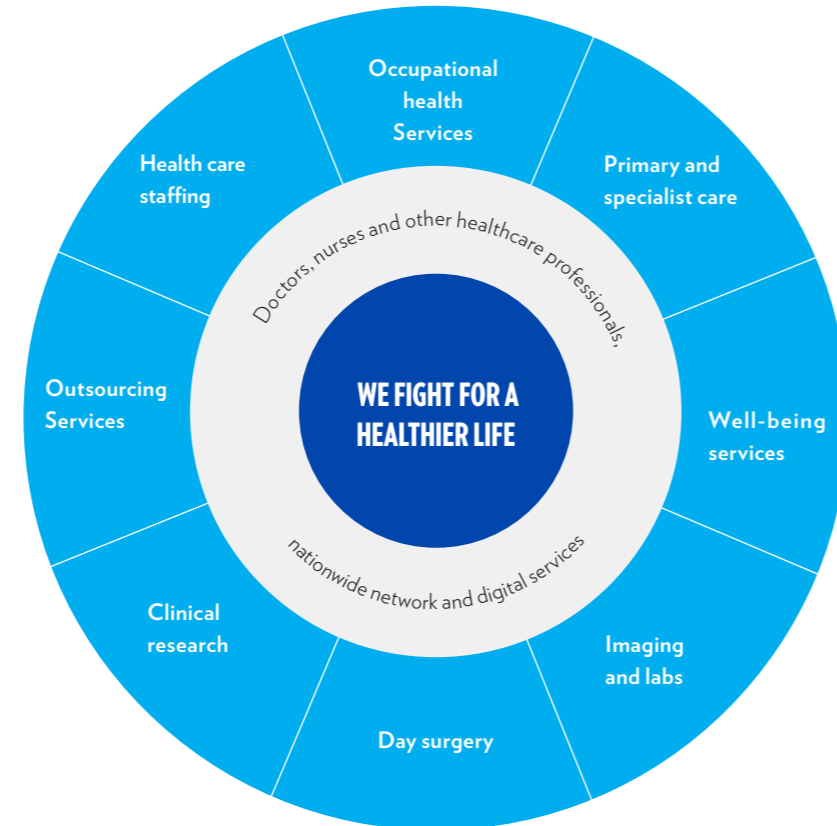 Occupational
health
Services
Primary and
specialist care
Well-being
services
Imaging
and labs
Day surgery
Clinical
research
Outsourcing
Services
Health care
staffing
Doctors, nurses and other healthcare professionals,
nationwide network and digital services
WE FIGHT FOR A
HEALTHIER LIFE